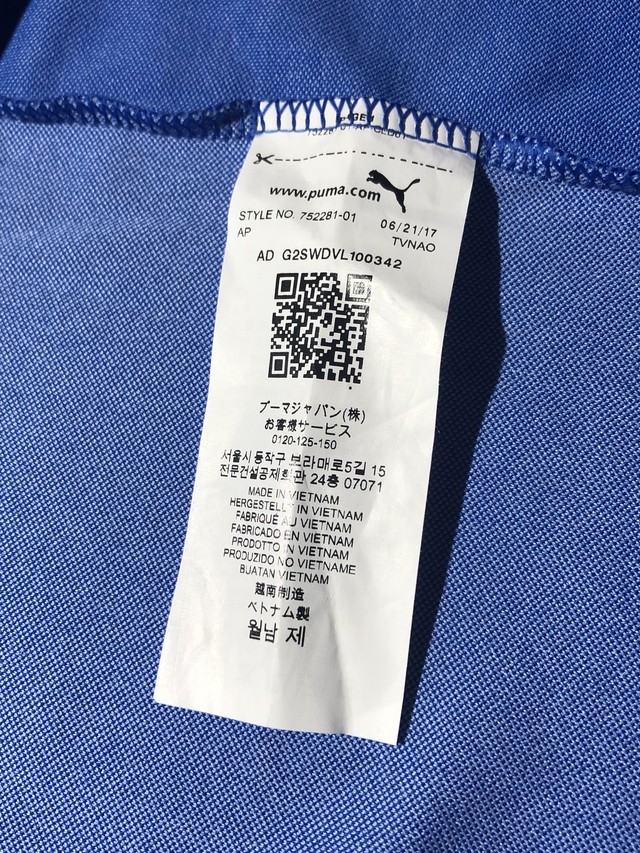 www.puma.com
STYLE NO. 752281-01 06/21/17
AP TVNAO
AD G2SWDVL100342
プーマジャパン(株)
お客様サービス
0120-125-150
서울시 동작구 보라매로5길 15
전문건설공제회관 24층 07071
MADE IN VIETNAM
HERGESTELLT IN VIETNAM
FABRIQUÉ AU VIETNAM
FABRICADO EN VIETNAM
PRODOTTO IN VIETNAM
PRODUZIDO NO VIETNAME
BUATAN VIETNAM
越南制造
ベトナム製
월남 제